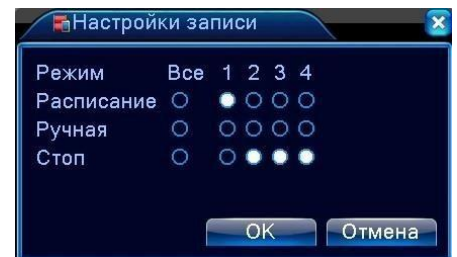 Настройки записи
Режим Все 1 2 3 4
Расписание
Ручная
Стоп
OK Отмена